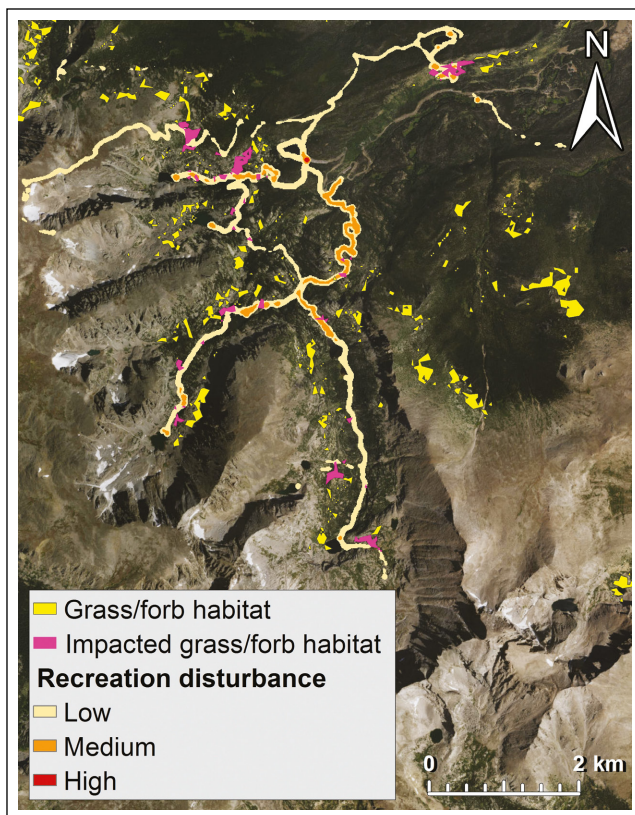 N
Grass/forb habitat
Impacted grass/forb habitat
Recreation disturbance
Low
Medium
High
0 2 km